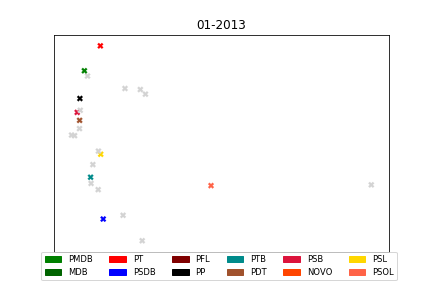 01-2013
PMDB PT PFL PTB PSB PSL
MDB PSDB PP PDT NOVO PSOL